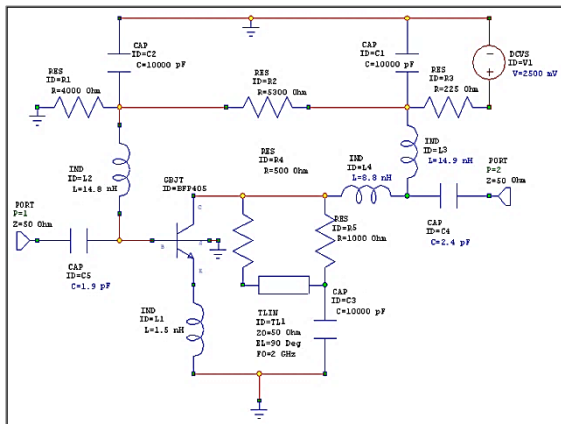 CAP
ID=C2
C=10000 pF
CAP
ID=C1
C=10000 pF
DCVS
ID=V1
V=2500 mV
RES
ID=R1
R=4000 Ohm
RES
ID=R2
R=5300 Ohm
RES
ID=R3
R=225 Ohm
IND
ID=L2
L=14.8 nH
GBJT
ID=BFP405
RES
ID=R4
R=500 Ohm
IND
ID=L4
L=8.8 nH
IND
ID=L3
L=14.9 nH
PORT
P=1
Z=50 Ohm
PORT
P=2
Z=50 Ohm
CAP
ID=C5
C=1.9 pF
C
B
S
E
RES
ID=R5
R=1000 Ohm
CAP
ID=C4
C=2.4 pF
IND
ID=L1
L=1.5 nH
TLIN
ID=TL1
Z0=50 Ohm
EL=90 Deg
F0=2 GHz
CAP
ID=C3
C=10000 pF